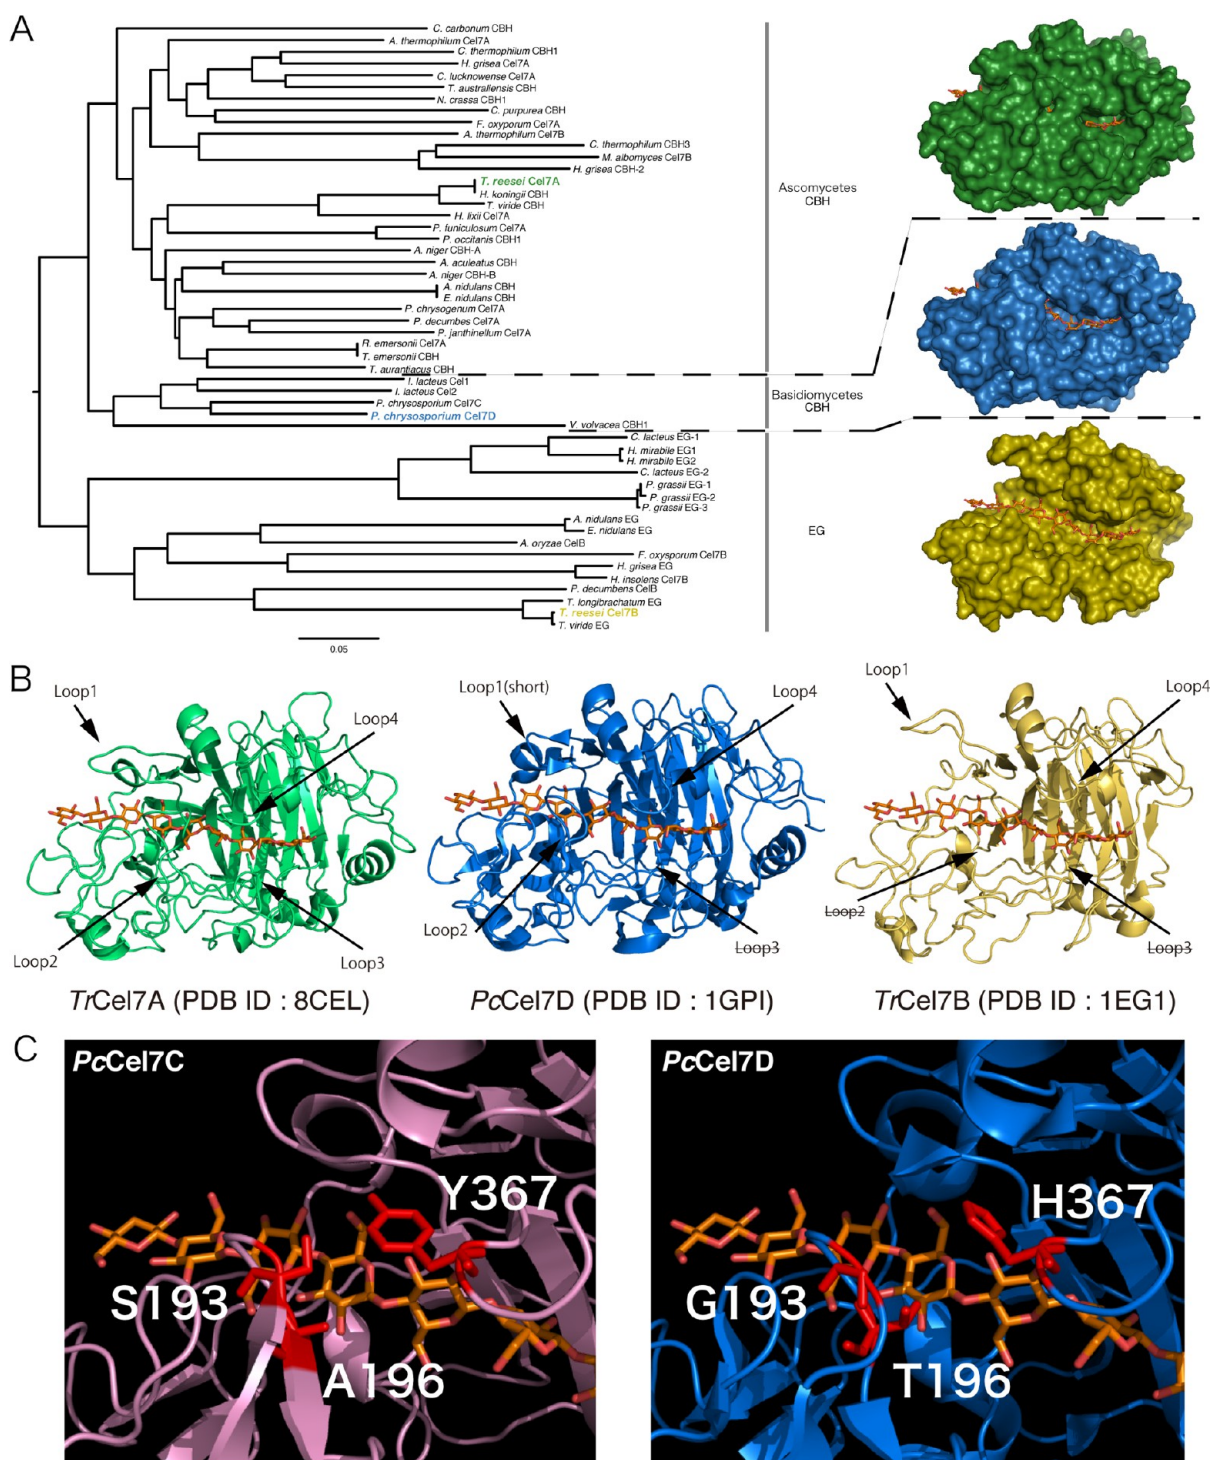 A
C. carbonum CBH
A. thermophilum Cel7A
C. thermophilum CBH1
H. grisea Cel7A
C. lucknowense Cel7A
T. australiensis CBH
N. crassa CBH1
C. purpurea CBH
F. oxyporum Cel7A
A. thermophilum Cel7B
C. thermophilum CBH3
M. albomyces Cel7B
H. grisea CBH-2
T. reesei Cel7A
H. koningii CBH
T. viride CBH
H. lixii Cel7A
P. funiculosum Cel7A
P. occitanis CBH1
A. niger CBH-A
A. aculeatus CBH
A. niger CBH-B
A. nidulans CBH
E. nidulans CBH
P. chrysogenum Cel7A
P. decumbes Cel7A
P. janthinellum Cel7A
R. emersonii Cel7A
T. emersonii CBH
T. aurantiacus CBH
I. lacteus Cel1
I. lacteus Cel2
P. chrysosporium Cel7C
P. chrysosporium Cel7D
V. volvacea CBH1
C. lacteus EG-1
H. mirabile EG1
H. mirabile EG2
C. lacteus EG-2
P. grassii EG-1
P. grassii EG-2
P. grassii EG-3
A. nidulans EG
E. nidulans EG
A. oryzae CelB
F. oxysporum Cel7B
H. grisea EG
H. insolens Cel7B
P. decumbens CelB
T. longibrachatum EG
T. reesei Cel7B
T. viride EG
0.05
Ascomycetes
CBH
Basidiomycetes
CBH
EG
B
Loop1
Loop4
Loop2
Loop3
TrCel7A (PDB ID : 8CEL)
Loop1(short)
Loop4
Loop2
Loop3
PcCel7D (PDB ID : 1GPI)
Loop1
Loop4
Loop2
Loop3
TrCel7B (PDB ID : 1EG1)
C
PcCel7C
Y367
S193
A196
PcCel7D
H367
G193
T196